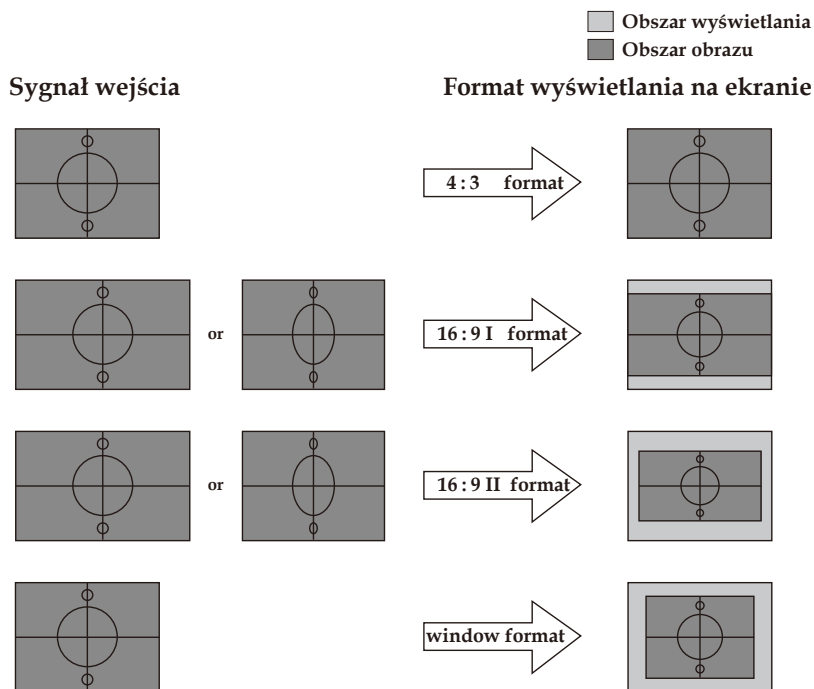 Obszar wyświetlania
Obszar obrazu
Sygnał wejścia
Format wyświetlania na ekranie
4 : 3 format
or
16 : 9 I format
or
16 : 9 II format
window format